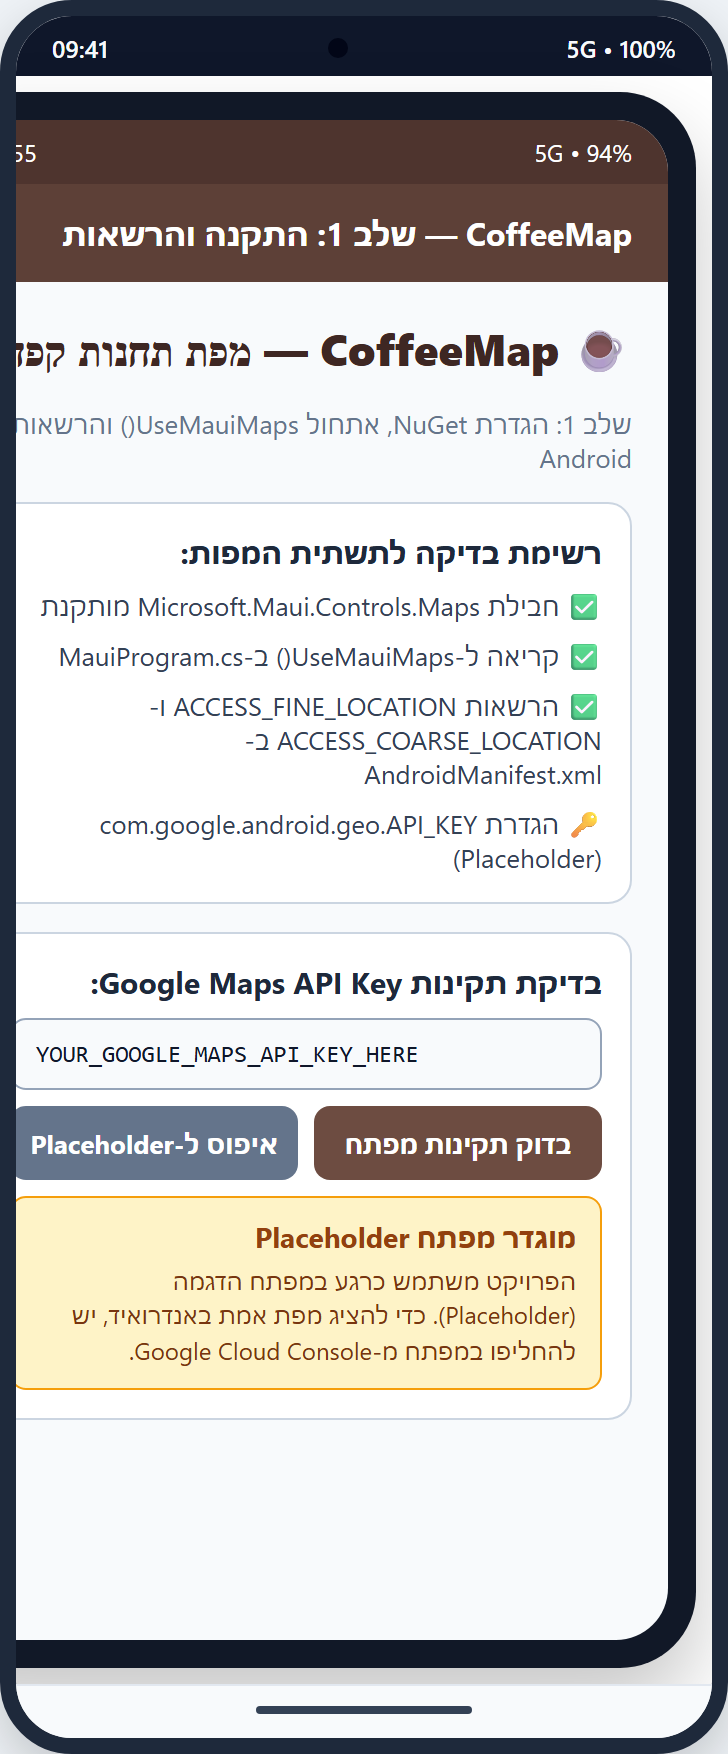 09:41
5G • 100%
55
5G • 94%
CoffeeMap — שלב 1: התקנה והרשאות
CoffeeMap — מפת תחנות קפה
שלב 1: הגדרת NuGet, אתחול UseMauiMaps() והרשאות
Android
רשימת בדיקה לתשתית המפות:
✅ חבילת Microsoft.Maui.Controls.Maps מותקנת
✅ קריאה ל-UseMauiMaps() ב-MauiProgram.cs
✅ הרשאות ACCESS_FINE_LOCATION ו-
ACCESS_COARSE_LOCATION ב-
AndroidManifest.xml
🔑 הגדרת com.google.android.geo.API_KEY
(Placeholder)
בדיקת תקינות Google Maps API Key:
YOUR_GOOGLE_MAPS_API_KEY_HERE
בדוק תקינות מפתח
איפוס ל-Placeholder
מוגדר מפתח Placeholder
הפרויקט משתמש כרגע במפתח הדגמה
(Placeholder). כדי להציג מפת אמת באנדרואיד, יש
להחליפו במפתח מ-Google Cloud Console.